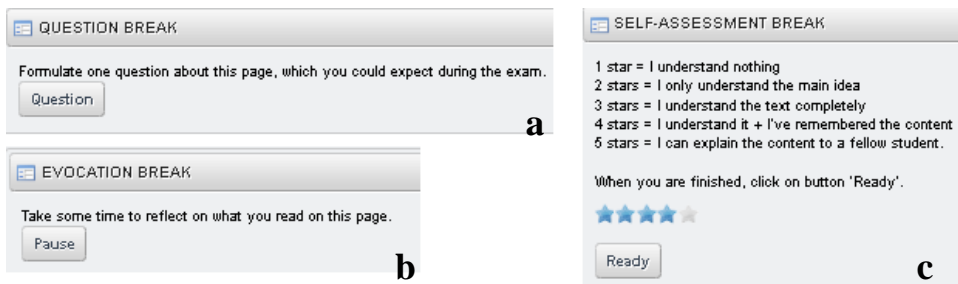 QUESTION BREAK
Formulate one question about this page, which you could expect during the exam.
Question
a
EVOCATION BREAK
Take some time to reflect on what you read on this page.
Pause
b
SELF-ASSESSMENT BREAK
1 star = I understand nothing
2 stars = I only understand the main idea
3 stars = I understand the text completely
4 stars = I understand it + I've remembered the content
5 stars = I can explain the content to a fellow student.
When you are finished, click on button 'Ready'.
Ready
c